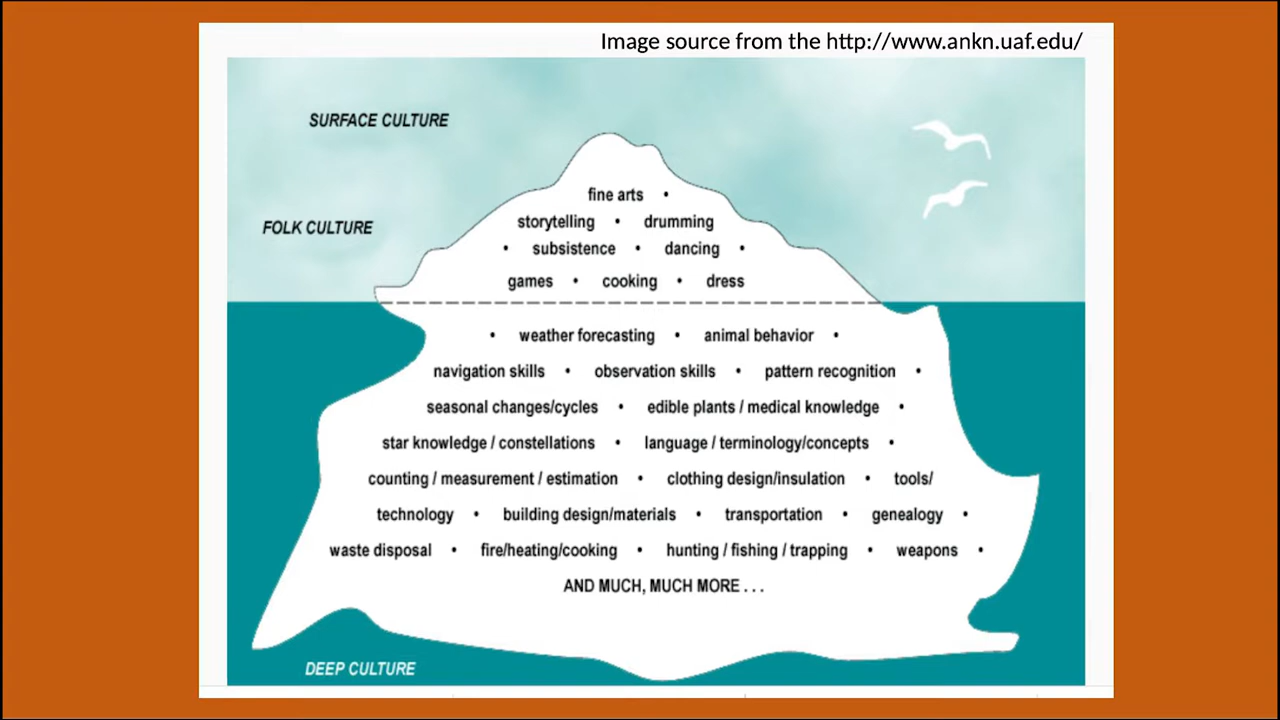 Image source from the http://www.ankn.uaf.edu/
SURFACE CULTURE
fine arts •
storytelling • drumming
FOLK CULTURE
• subsistence • dancing •
games • cooking • dress
• weather forecasting • animal behavior •
navigation skills • observation skills • pattern recognition •
seasonal changes/cycles • edible plants / medical knowledge •
star knowledge / constellations • language / terminology/concepts •
counting / measurement / estimation • clothing design/insulation • tools/
technology • building design/materials • transportation • genealogy •
waste disposal • fire/heating/cooking • hunting / fishing / trapping • weapons •
AND MUCH, MUCH MORE . . .
DEEP CULTURE